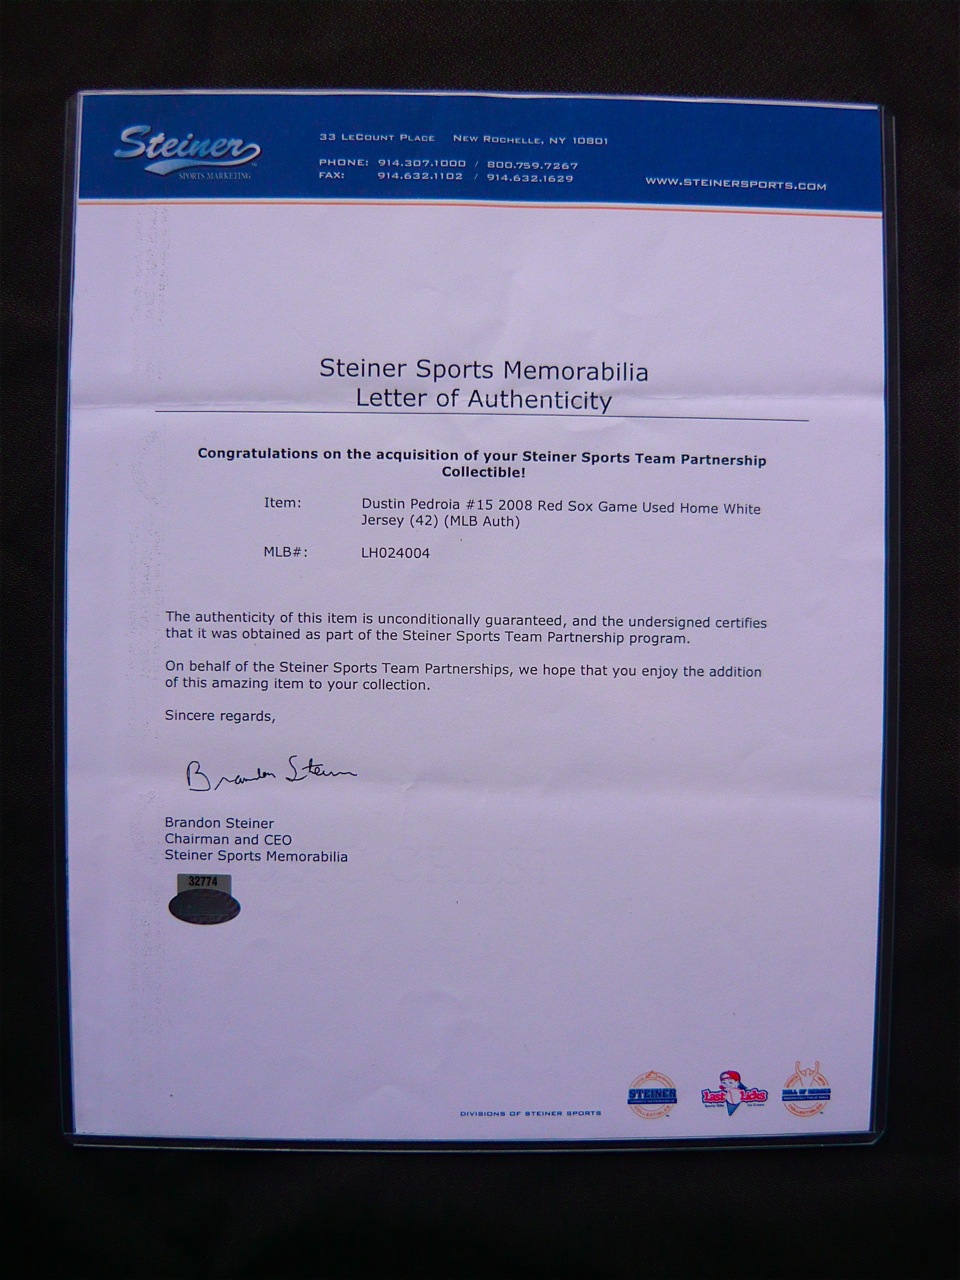 Steiner
SPORTS MARKETING
33 LeCount Place New Rochelle, NY 10801
Phone: 914.307.1000 / 800.759.7267
Fax: 914.632.1102 / 914.632.1629
www.steinersports.com
Steiner Sports Memorabilia
Letter of Authenticity
Congratulations on the acquisition of your Steiner Sports Team Partnership
Collectible!
Item: Dustin Pedroia #15 2008 Red Sox Game Used Home White
Jersey (42) (MLB Auth)
MLB#: LH024004
The authenticity of this item is unconditionally guaranteed, and the undersigned certifies
that it was obtained as part of the Steiner Sports Team Partnership program.
On behalf of the Steiner Sports Team Partnerships, we hope that you enjoy the addition
of this amazing item to your collection.
Sincere regards,
Brandon Steiner
Brandon Steiner
Chairman and CEO
Steiner Sports Memorabilia
32774
Divisions of Steiner Sports
STEINER
Last Licks